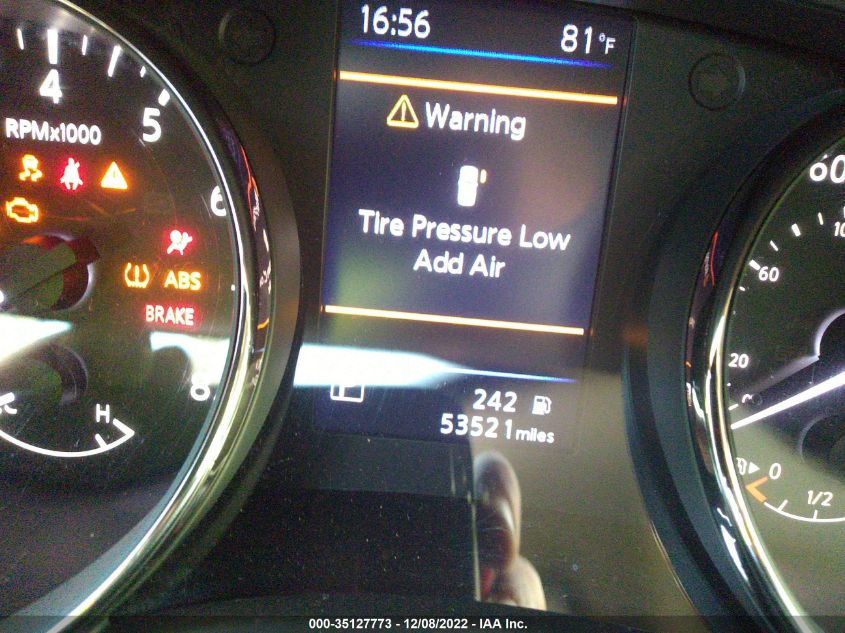 16:56 81°F
Warning
Tire Pressure Low
Add Air
242
53521 miles
4
5
6
8
RPMx1000
ABS
BRAKE
H
60
60
20
0
1/2
000-35127773 - 12/08/2022 - IAA Inc.